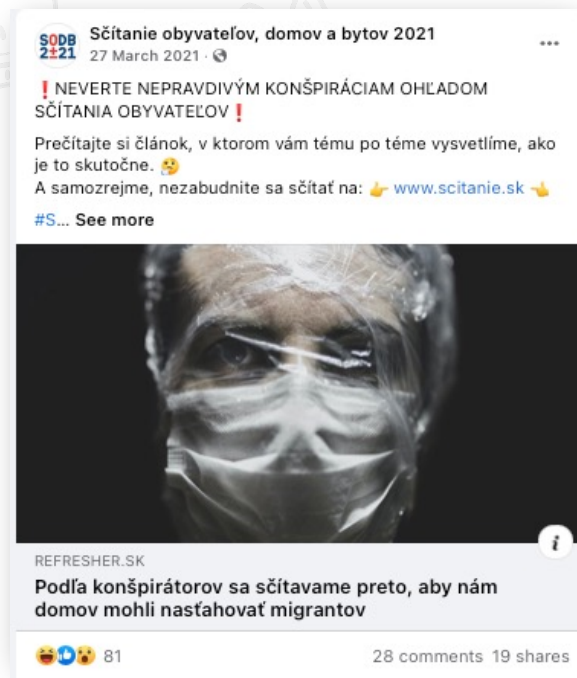 SODB
2±21
Sčítanie obyvateľov, domov a bytov 2021
27 March 2021 ·
❗NEVERTE NEPRAVDIVÝM KONŠPIRÁCIAM OHĽADOM
SČÍTANIA OBYVATEĽOV❗
Prečítajte si článok, v ktorom vám tému po téme vysvetlíme, ako
je to skutočne. 🤔
A samozrejme, nezabudnite sa sčítať na: 👉 www.scitanie.sk 👈
#S... See more
REFRESHER.SK
Podľa konšpirátorov sa sčítavame preto, aby nám
domov mohli nasťahovať migrantov
81
28 comments 19 shares